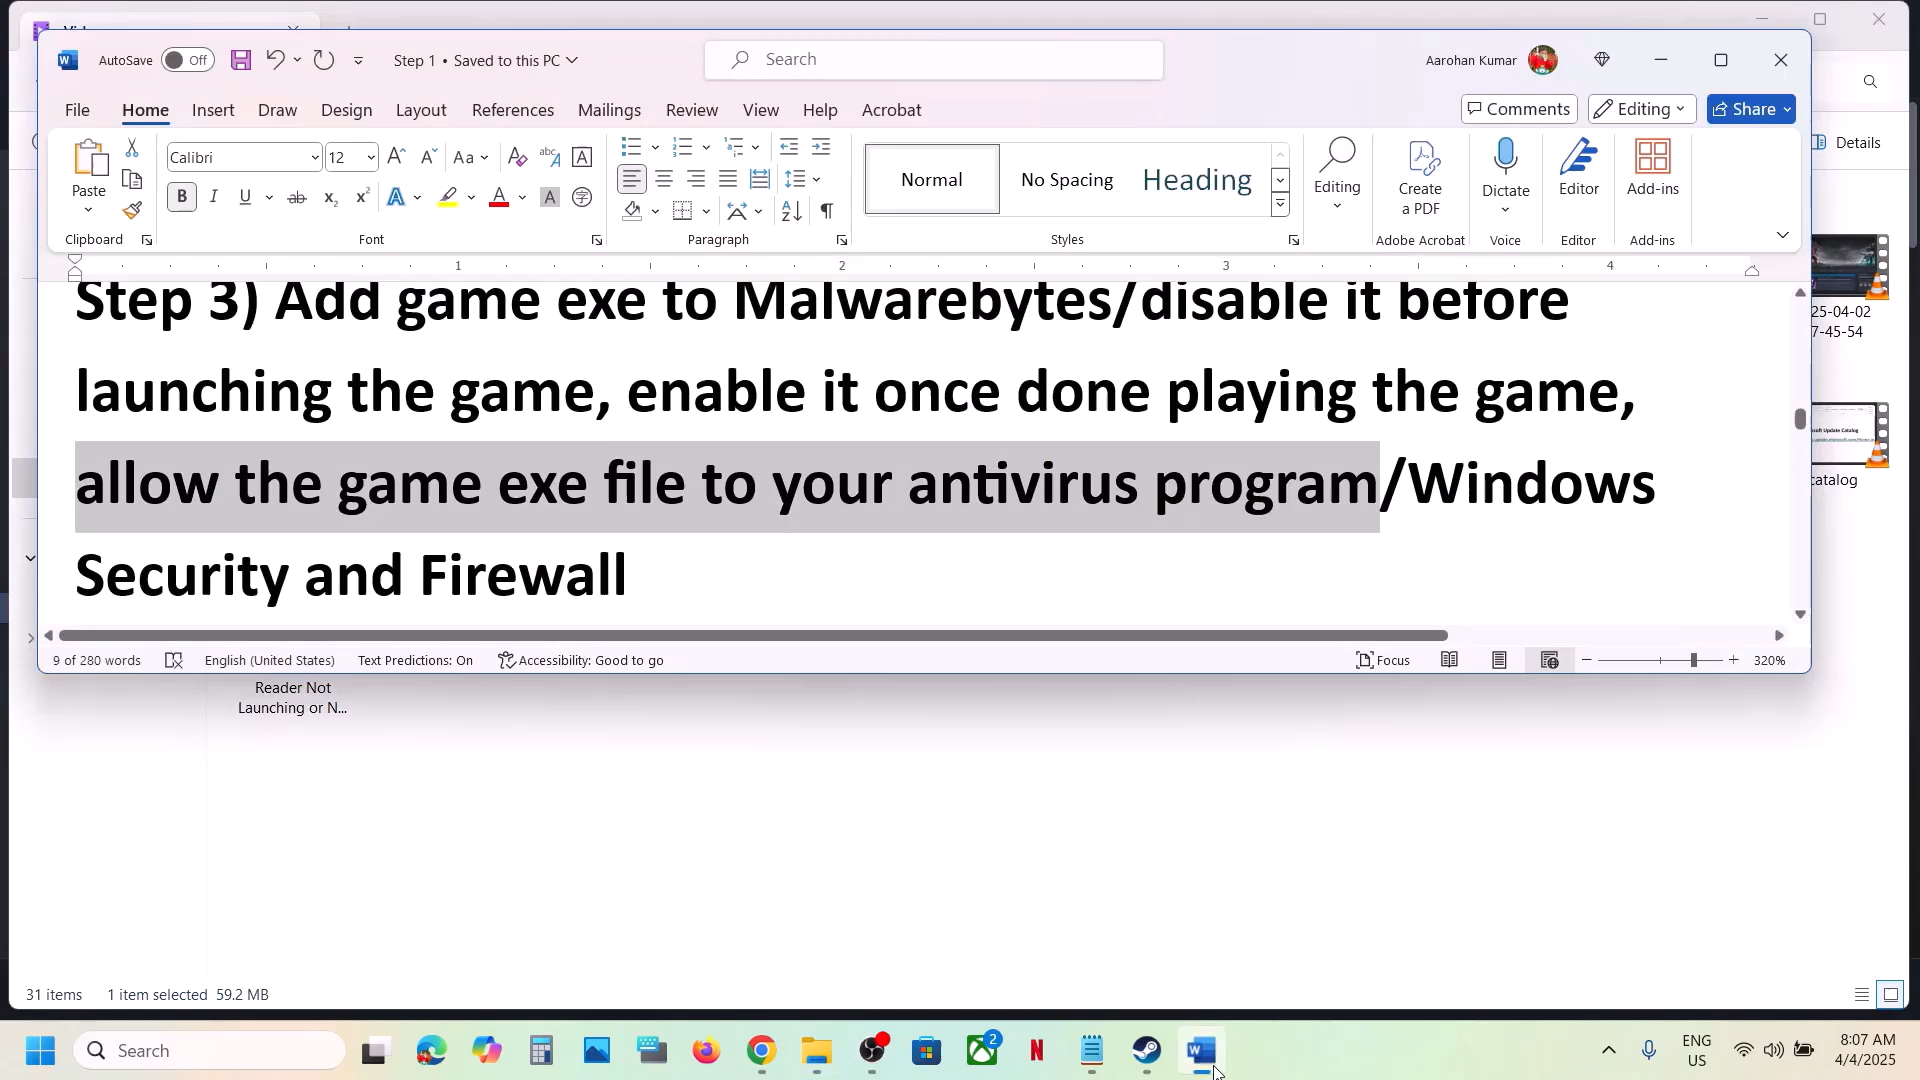 AutoSave Off Step 1 • Saved to this PC Search Aarohan Kumar
File Home Insert Draw Design Layout References Mailings Review View Help Acrobat Comments Editing Share
Details
Paste Calibri 12 Normal No Spacing Heading Editing Create a PDF Dictate Editor Add-ins
Clipboard Font Paragraph Styles Adobe Acrobat Voice Editor Add-ins
1 2 3 4
Step 3) Add game exe to Malwarebytes/disable it before
launching the game, enable it once done playing the game,
allow the game exe file to your antivirus program/Windows
Security and Firewall
25-04-02
7-45-54
catalog
9 of 280 words English (United States) Text Predictions: On Accessibility: Good to go Focus 320%
Reader Not
Launching or N...
31 items 1 item selected 59.2 MB
Search 2 ENG US 8:07 AM
4/4/2025